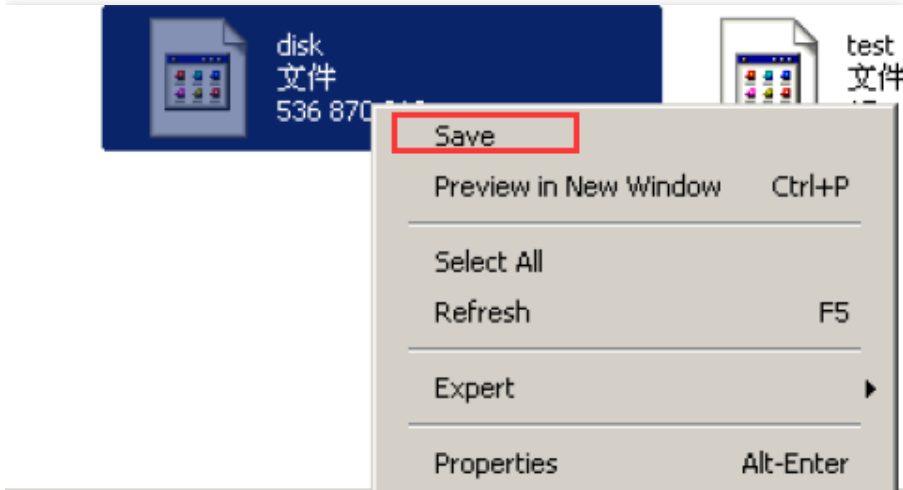 disk
文件
536 870
test
文件
Save
Preview in New Window Ctrl+P
Select All
Refresh F5
Expert
Properties Alt-Enter